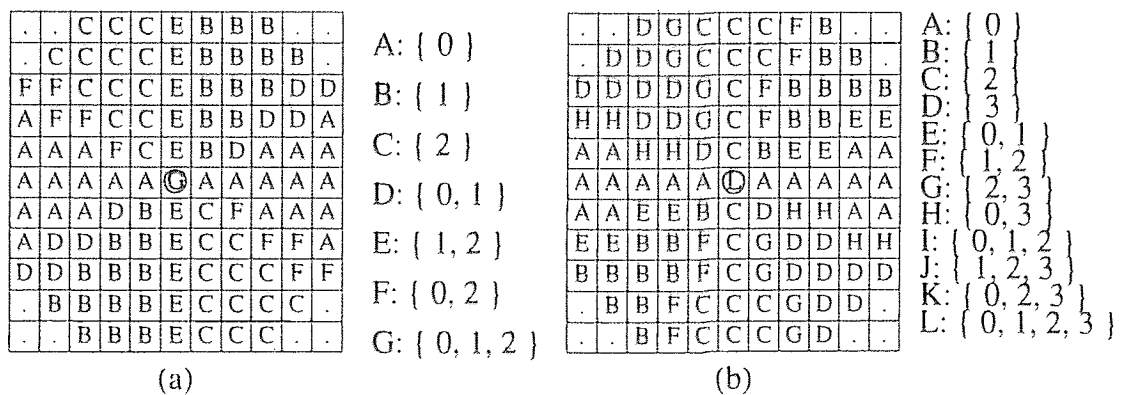 . . C C C E B B B . .
. C C C C E B B B B .
F F C C C E B B B D D
A F F C C E B B D D A
A A A F C E B D A A A
A A A A A G A A A A A
A A A D B E C F A A A
A D D B B E C C F F A
D D B B B E C C C F F
. B B B B E C C C C .
. . B B B E C C C . .
A: { 0 }
B: { 1 }
C: { 2 }
D: { 0, 1 }
E: { 1, 2 }
F: { 0, 2 }
G: { 0, 1, 2 }
(a)
. . D G C C C F B . .
. D D G C C C F B B .
D D D D G C F B B B B
H H D D G C F B B E E
A A H H D C B E E A A
A A A A A L A A A A A
A A E E B C D H H A A
E E B B F C G D D H H
B B B B F C G D D D D
. B B F C C C G D D .
. . B F C C C G D . .
A: { 0 }
B: { 1 }
C: { 2 }
D: { 3 }
E: { 0, 1 }
F: { 1, 2 }
G: { 2, 3 }
H: { 0, 3 }
I: { 0, 1, 2 }
J: { 1, 2, 3 }
K: { 0, 2, 3 }
L: { 0, 1, 2, 3 }
(b)